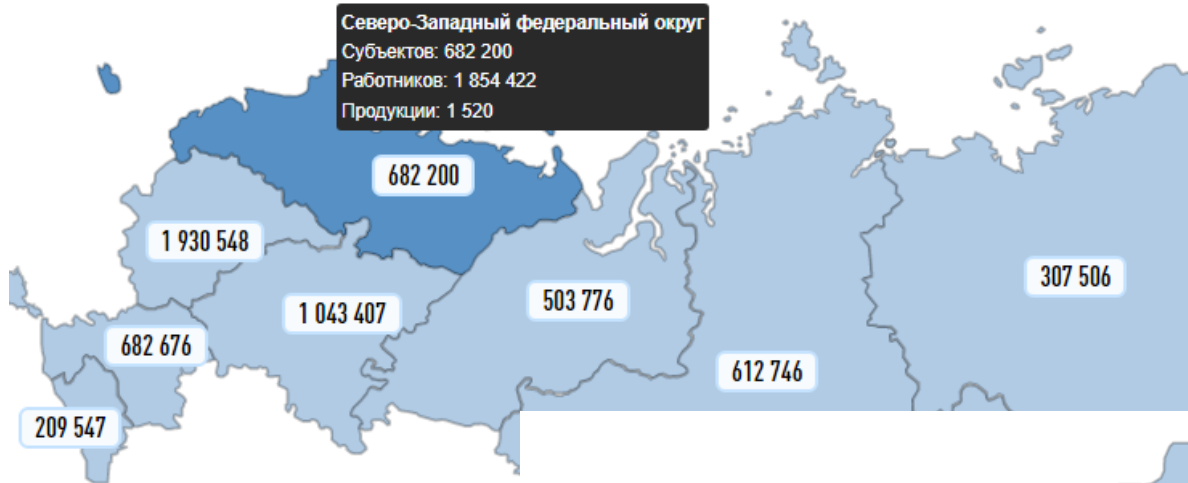 Северо-Западный федеральный округ
Субъектов: 682 200
Работников: 1 854 422
Продукции: 1 520
682 200
1 930 548
307 506
503 776
1 043 407
682 676
612 746
209 547